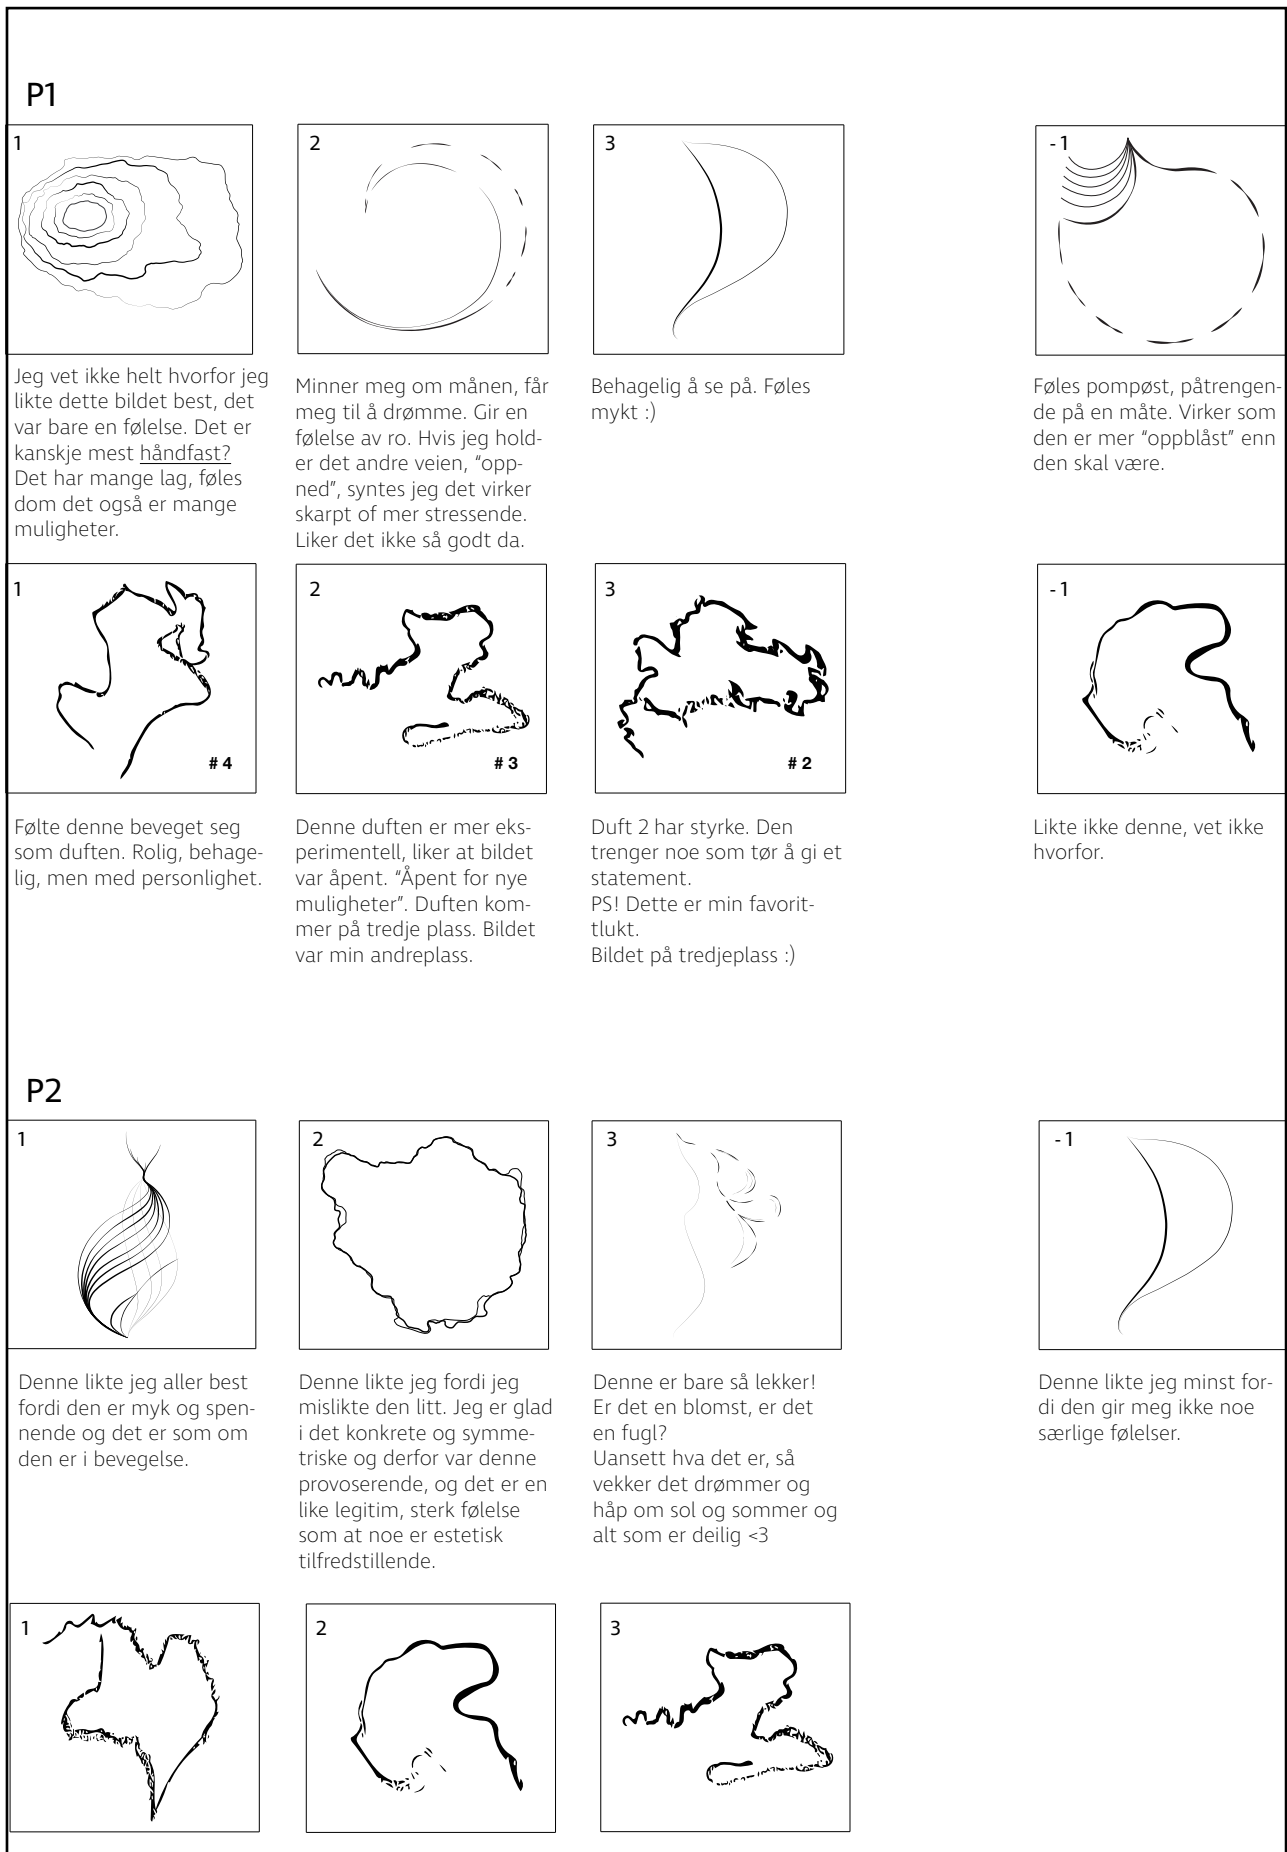 P1
1
2
3
- 1
Jeg vet ikke helt hvorfor jeg
likte dette bildet best, det
var bare en følelse. Det er
kanskje mest håndfast?
Det har mange lag, føles
dom det også er mange
muligheter.
Minner meg om månen, får
meg til å drømme. Gir en
følelse av ro. Hvis jeg hold-
er det andre veien, “opp-
ned”, syntes jeg det virker
skarpt of mer stressende.
Liker det ikke så godt da.
Behagelig å se på. Føles
mykt :)
Føles pompøst, påtrengen-
de på en måte. Virker som
den er mer “oppblåst” enn
den skal være.
1
# 4
2
# 3
3
# 2
- 1
Følte denne beveget seg
som duften. Rolig, behage-
lig, men med personlighet.
Denne duften er mer eks-
perimentell, liker at bildet
var åpent. “Åpent for nye
muligheter”. Duften kom-
mer på tredje plass. Bildet
var min andreplass.
Duft 2 har styrke. Den
trenger noe som tør å gi et
statement.
PS! Dette er min favorit-
tlukt.
Bildet på tredjeplass :)
Likte ikke denne, vet ikke
hvorfor.
P2
1
2
3
- 1
Denne likte jeg aller best
fordi den er myk og spen-
nende og det er som om
den er i bevegelse.
Denne likte jeg fordi jeg
mislikte den litt. Jeg er glad
i det konkrete og symme-
triske og derfor var denne
provoserende, og det er en
like legitim, sterk følelse
som at noe er estetisk
tilfredstillende.
Denne er bare så lekker!
Er det en blomst, er det
en fugl?
Uansett hva det er, så
vekker det drømmer og
håp om sol og sommer og
alt som er deilig <3
Denne likte jeg minst for-
di den gir meg ikke noe
særlige følelser.
1
2
3